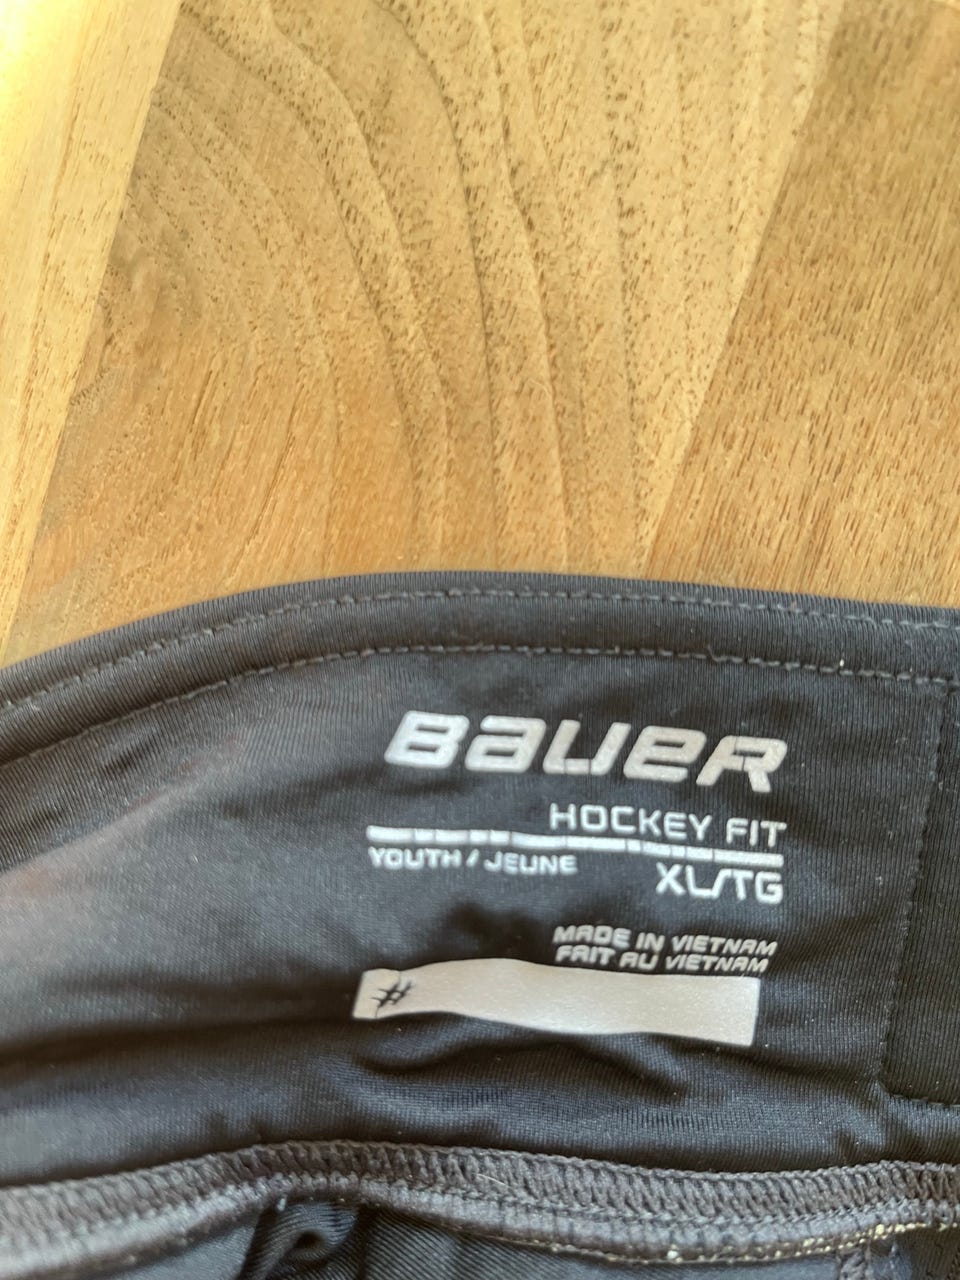 BAUER
HOCKEY FIT
YOUTH / JEUNE XL/TG
MADE IN VIETNAM
FAIT AU VIETNAM
#